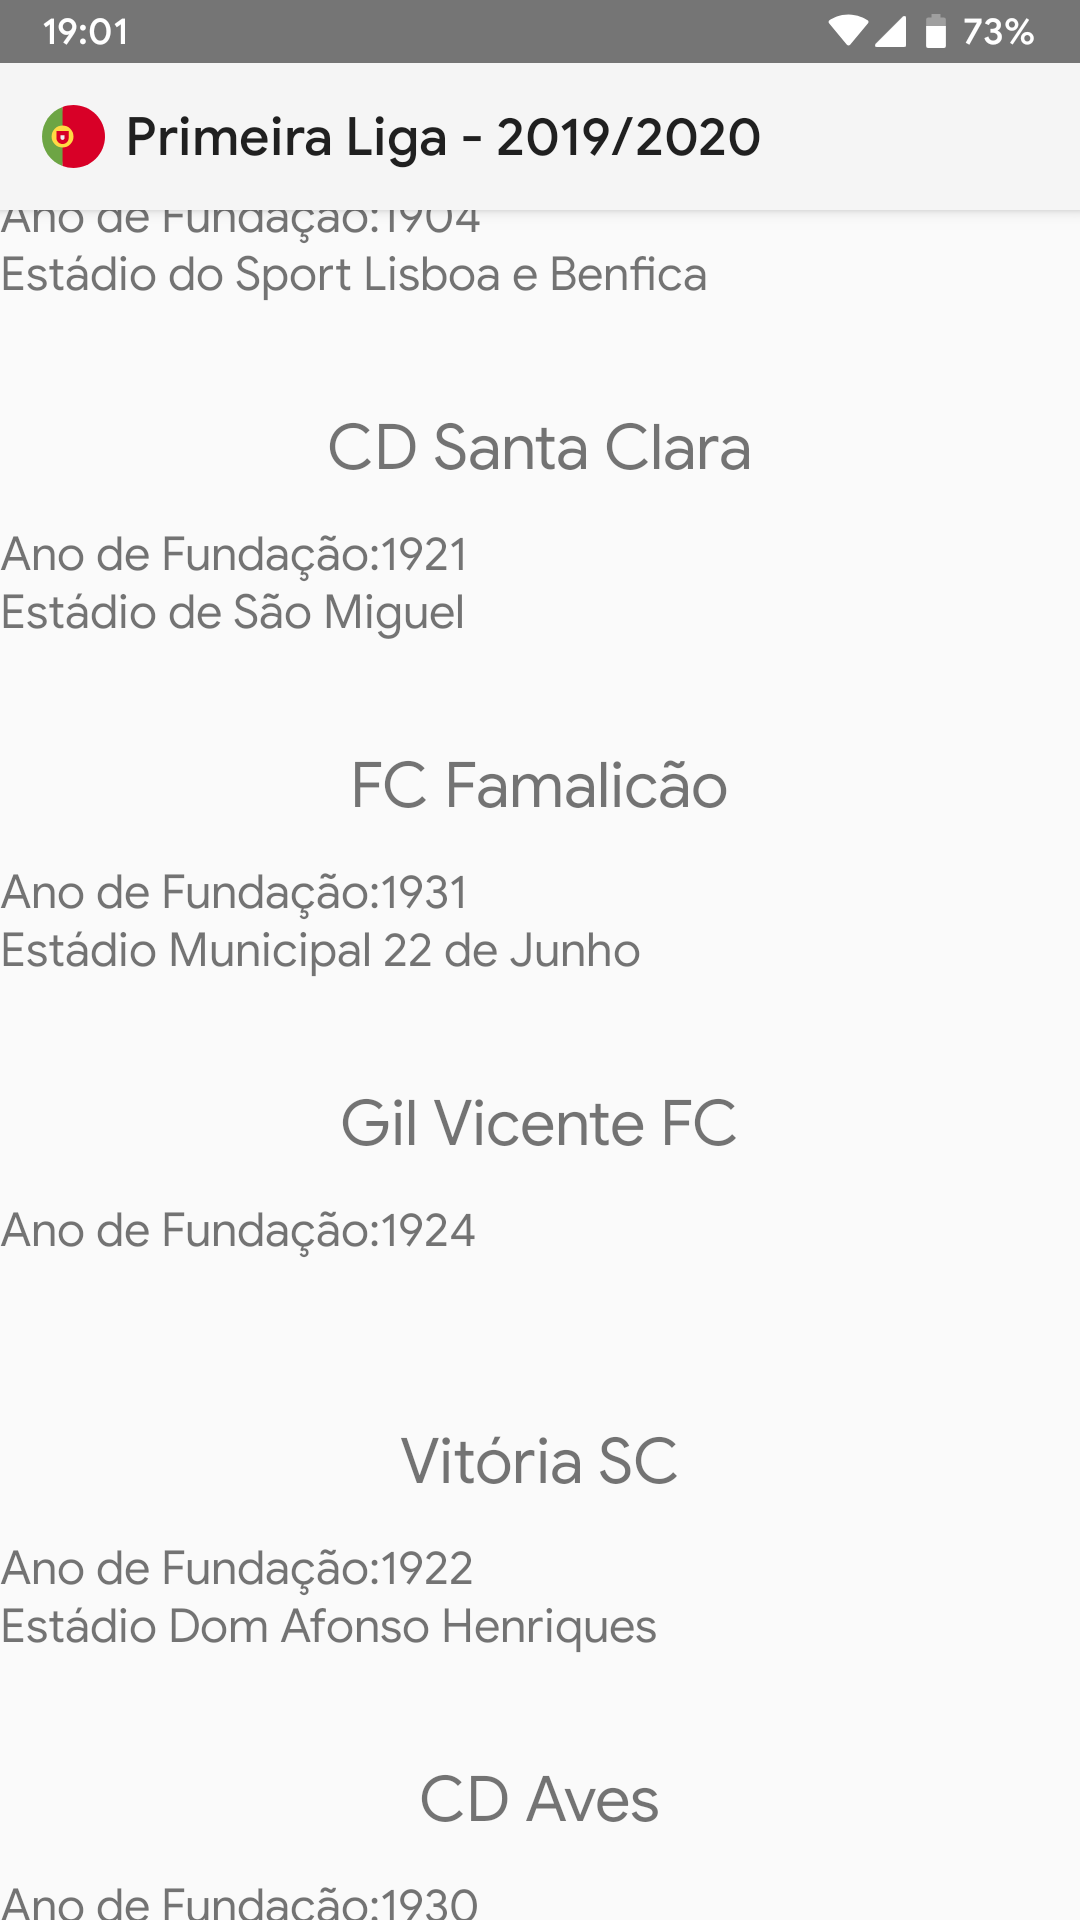 19:01 73%
Primeira Liga - 2019/2020
Ano de Fundação:1904
Estádio do Sport Lisboa e Benfica
CD Santa Clara
Ano de Fundação:1921
Estádio de São Miguel
FC Famalicão
Ano de Fundação:1931
Estádio Municipal 22 de Junho
Gil Vicente FC
Ano de Fundação:1924
Vitória SC
Ano de Fundação:1922
Estádio Dom Afonso Henriques
CD Aves
Ano de Fundação:1930